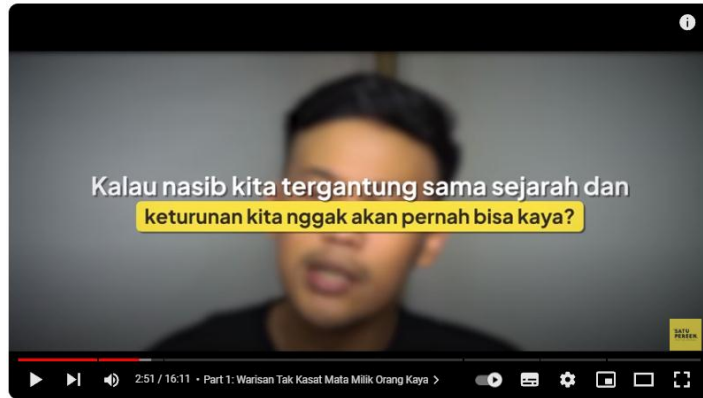 Kalau nasib kita tergantung sama sejarah dan
keturunan kita nggak akan pernah bisa kaya?
SATU
PERSEN
2:51 / 16:11 • Part 1: Warisan Tak Kasat Mata Milik Orang Kaya >